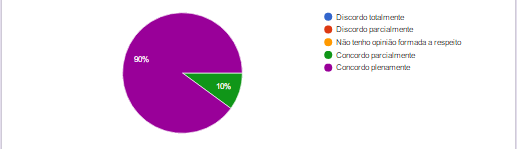 Discordo totalmente
Discordo parcialmente
Não tenho opinião formada a respeito
Concordo parcialmente
Concordo plenamente
90%
10%